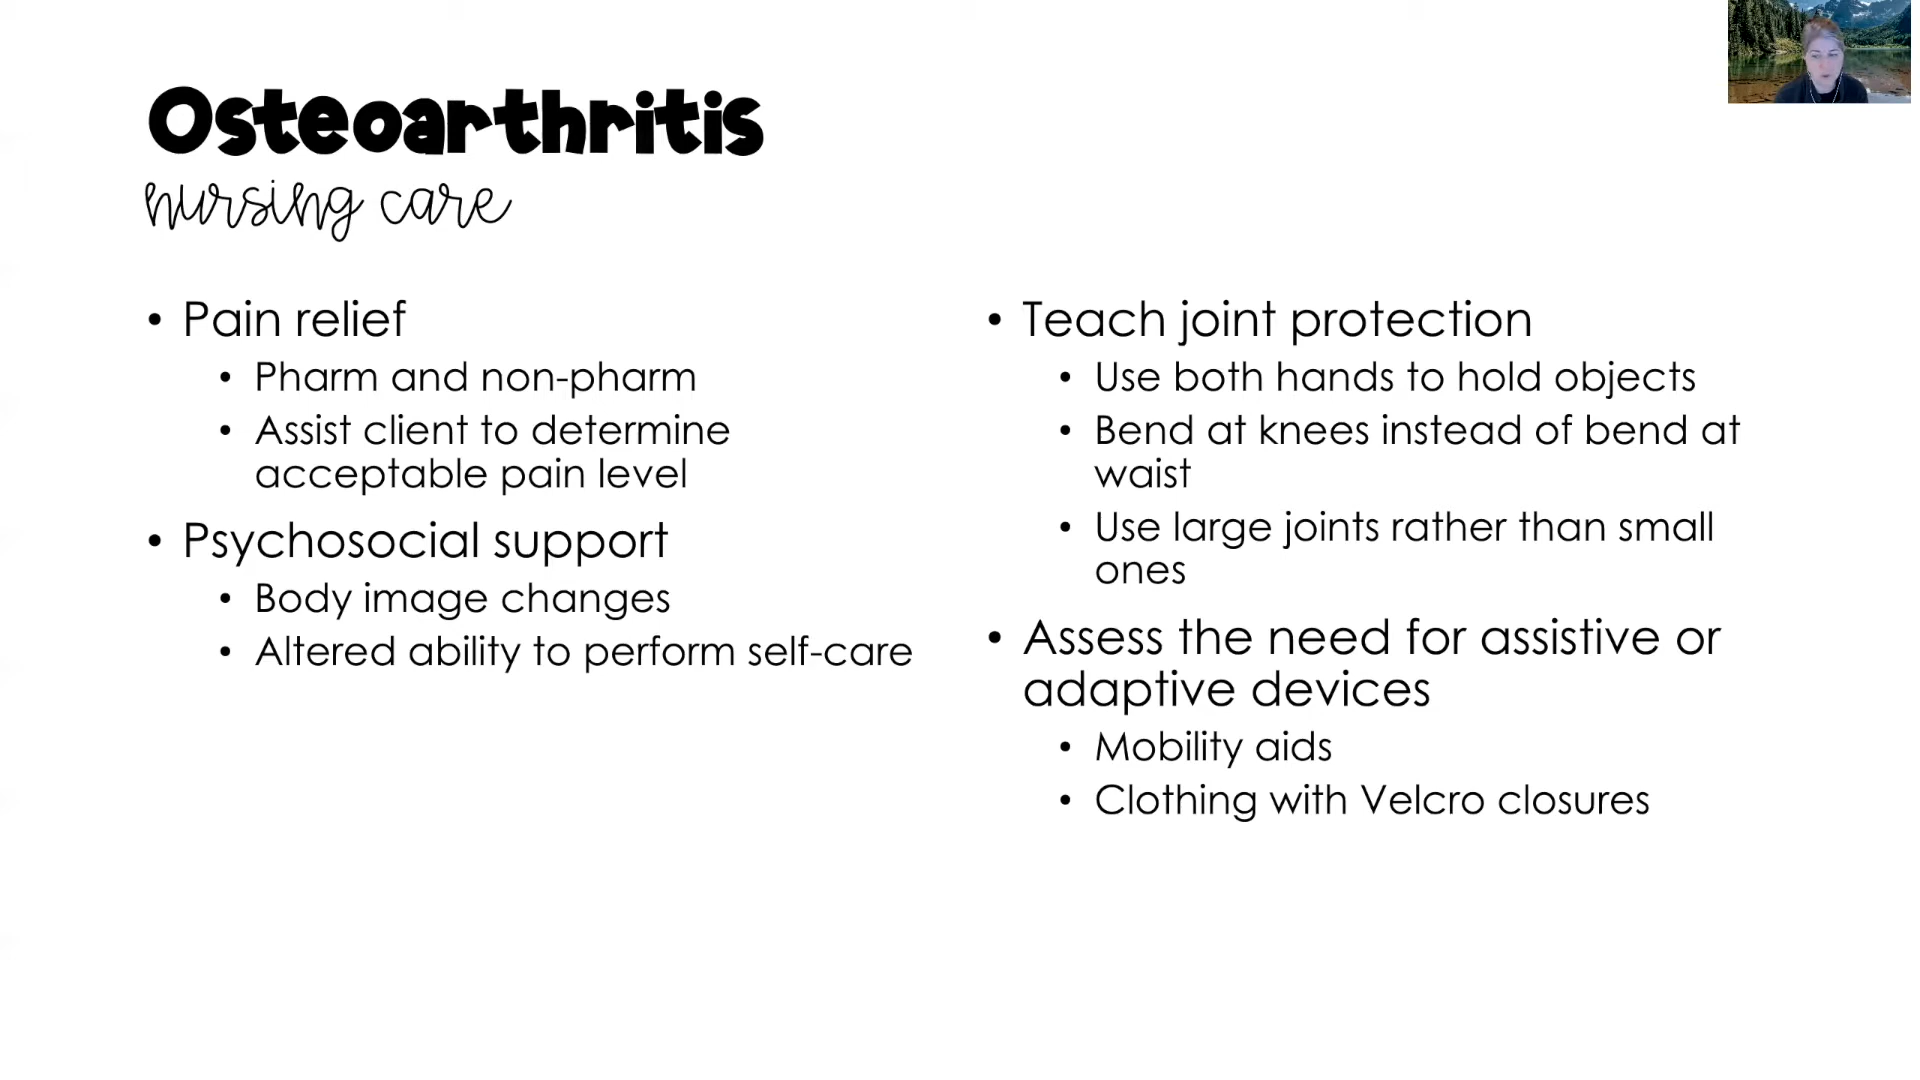 Osteoarthritis
nursing care
• Pain relief
• Pharm and non-pharm
• Assist client to determine
acceptable pain level
• Psychosocial support
• Body image changes
• Altered ability to perform self-care
• Teach joint protection
• Use both hands to hold objects
• Bend at knees instead of bend at
waist
• Use large joints rather than small
ones
• Assess the need for assistive or
adaptive devices
• Mobility aids
• Clothing with Velcro closures